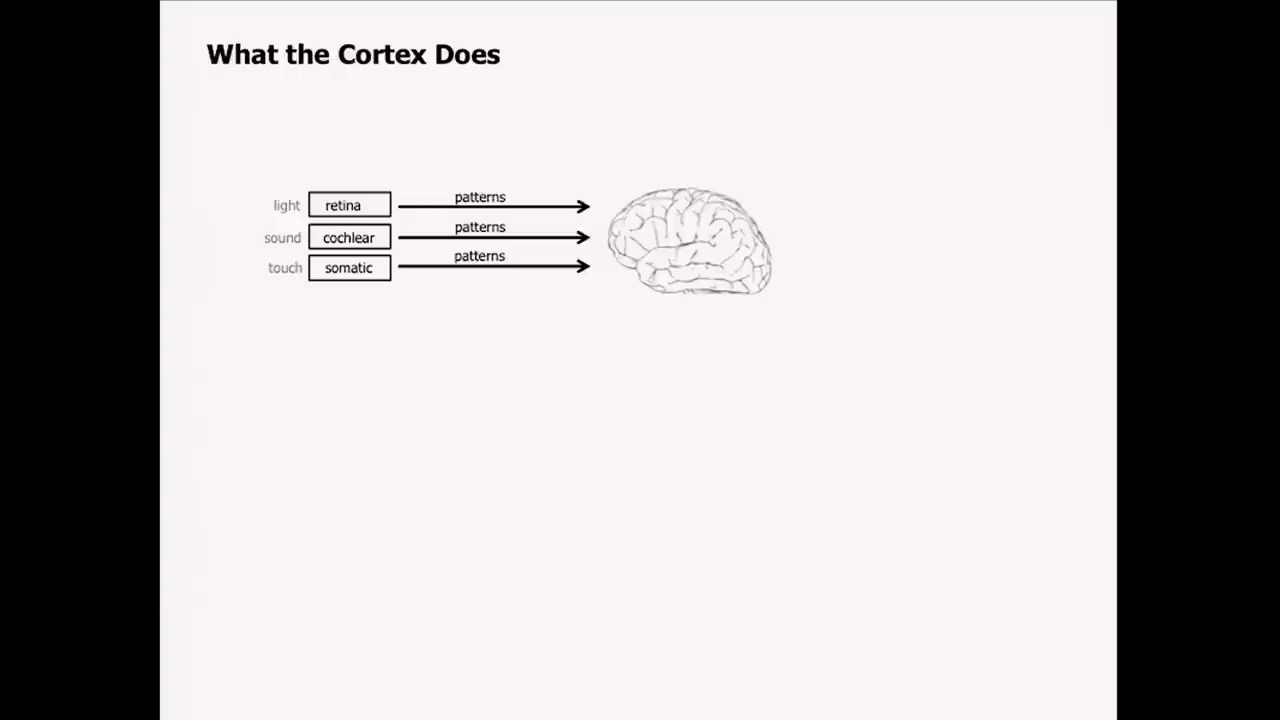 What the Cortex Does
light retina patterns
sound cochlear patterns
touch somatic patterns